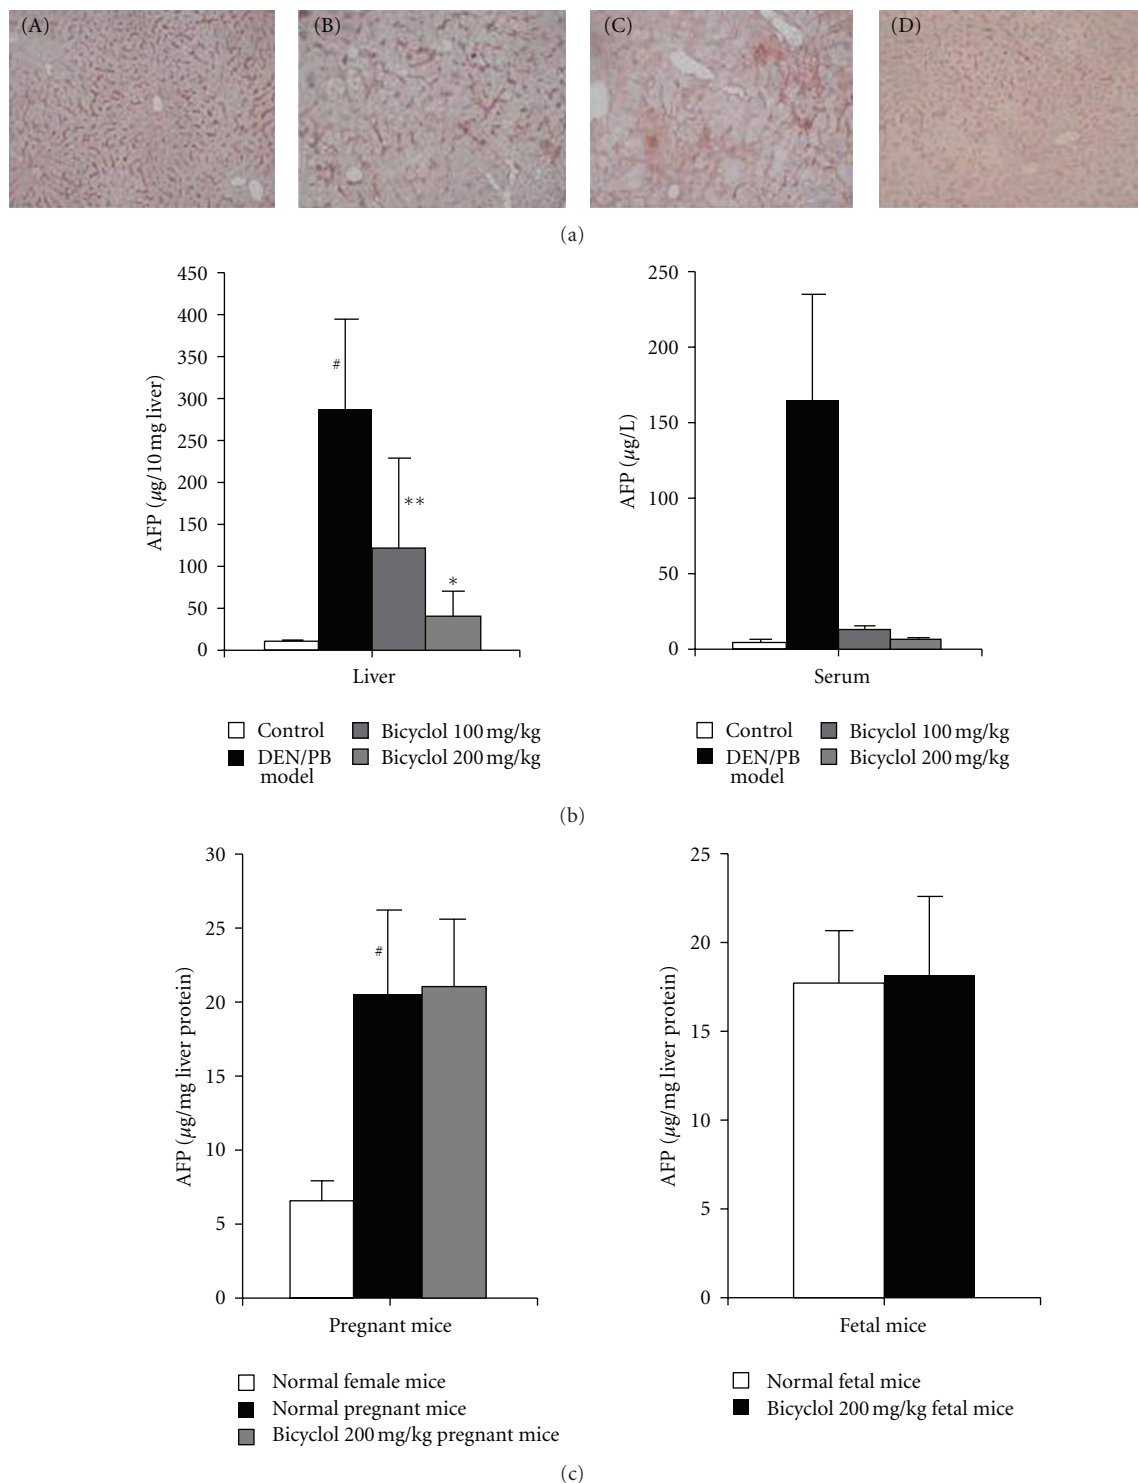 (A) (B) (C) (D)
(a)
AFP (μg/10 mg liver)
450
400
350
300
250
200
150
100
50
0
#
**
*
Liver
Control
DEN/PB model
Bicyclol 100 mg/kg
Bicyclol 200 mg/kg
AFP (μg/L)
250
200
150
100
50
0
Serum
Control
DEN/PB model
Bicyclol 100 mg/kg
Bicyclol 200 mg/kg
(b)
AFP (μg/mg liver protein)
30
25
20
15
10
5
0
#
Pregnant mice
Normal female mice
Normal pregnant mice
Bicyclol 200 mg/kg pregnant mice
AFP (μg/mg liver protein)
25
20
15
10
5
0
Fetal mice
Normal fetal mice
Bicyclol 200 mg/kg fetal mice
(c)